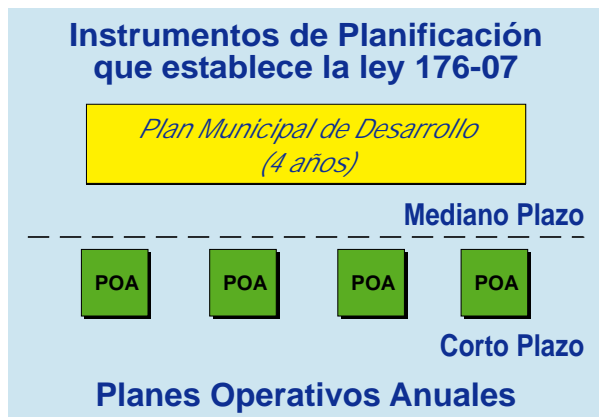 Instrumentos de Planificación
que establece la ley 176-07
Plan Municipal de Desarrollo
(4 años)
Mediano Plazo
POA POA POA POA
Corto Plazo
Planes Operativos Anuales